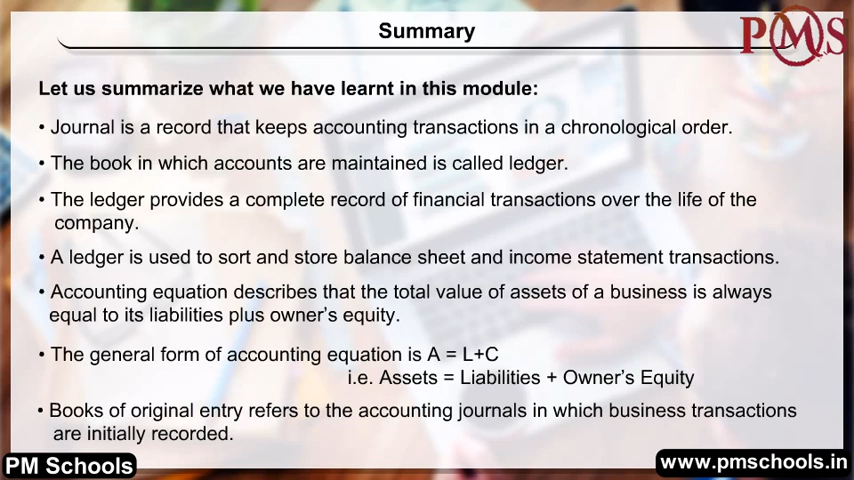 Summary
PMS
Let us summarize what we have learnt in this module:
• Journal is a record that keeps accounting transactions in a chronological order.
• The book in which accounts are maintained is called ledger.
• The ledger provides a complete record of financial transactions over the life of the
company.
• A ledger is used to sort and store balance sheet and income statement transactions.
• Accounting equation describes that the total value of assets of a business is always
equal to its liabilities plus owner's equity.
• The general form of accounting equation is A = L+C
i.e. Assets = Liabilities + Owner's Equity
• Books of original entry refers to the accounting journals in which business transactions
are initially recorded.
PM Schools
www.pmschools.in